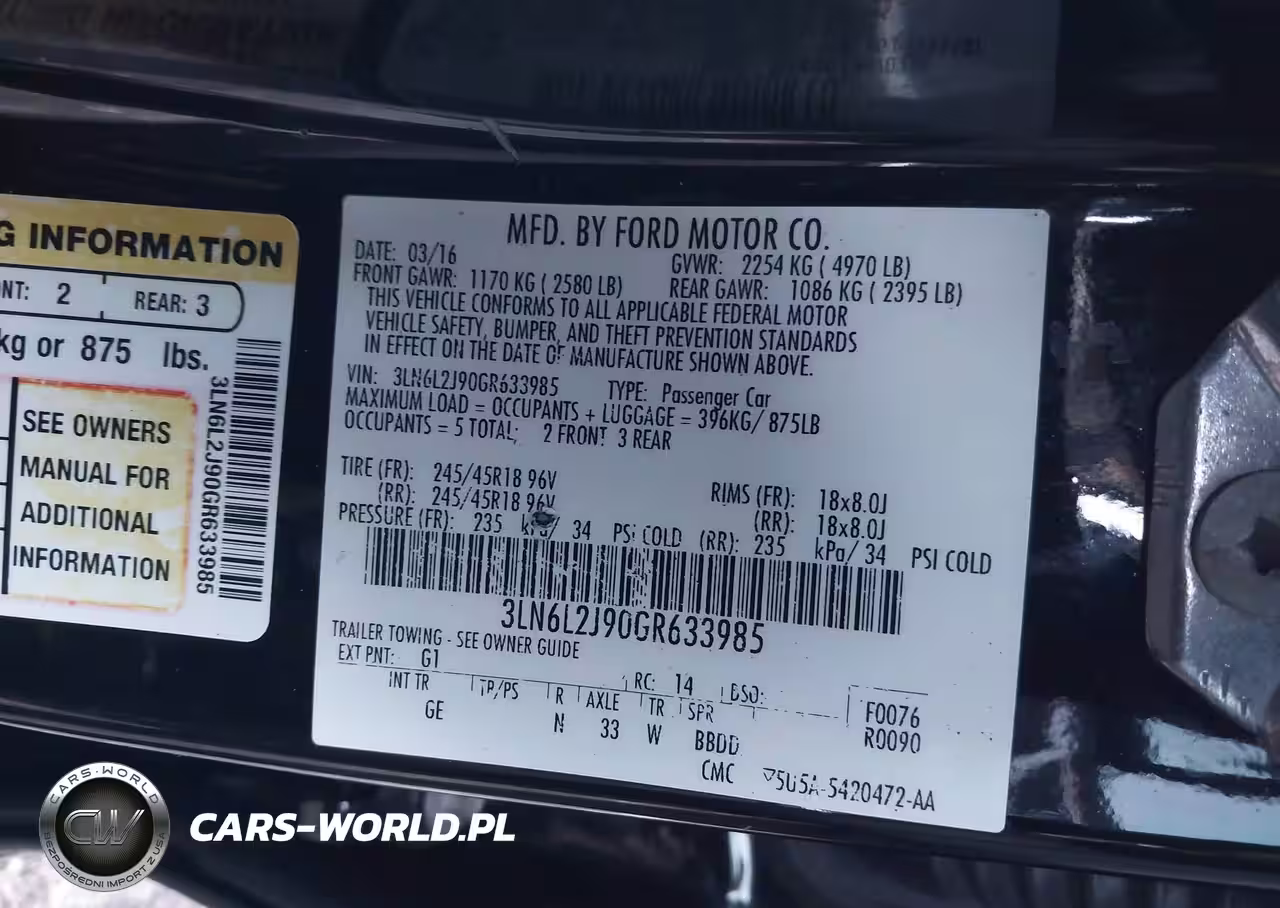 G INFORMATION
NT: 2 REAR: 3
kg or 875 lbs.
SEE OWNERS
MANUAL FOR
ADDITIONAL
INFORMATION
3LN6L2J90GR633985
MFD. BY FORD MOTOR CO.
DATE: 03/16 GVWR: 2254 KG ( 4970 LB)
FRONT GAWR: 1170 KG ( 2580 LB) REAR GAWR: 1086 KG ( 2395 LB)
THIS VEHICLE CONFORMS TO ALL APPLICABLE FEDERAL MOTOR
VEHICLE SAFETY, BUMPER, AND THEFT PREVENTION STANDARDS
IN EFFECT ON THE DATE OF MANUFACTURE SHOWN ABOVE.
VIN: 3LN6L2J90GR633985 TYPE: Passenger Car
MAXIMUM LOAD = OCCUPANTS + LUGGAGE = 396KG/ 875LB
OCCUPANTS = 5 TOTAL; 2 FRONT 3 REAR
TIRE (FR): 245/45R18 96V RIMS (FR): 18x8.0J
(RR): 245/45R18 96V (RR): 18x8.0J
PRESSURE (FR): 235 kPa/ 34 PSI COLD (RR): 235 kPa/ 34 PSI COLD
3LN6L2J90GR633985
TRAILER TOWING - SEE OWNER GUIDE
EXT PNT: G1 RC: 14 DSO:
INT TR TP/PS R AXLE TR SPR F0076
GE N 33 W BBDD R0090
CMC 5U5A-5420472-AA
CARS-WORLD
CW
BEZPOŚREDNI IMPORT Z USA
CARS-WORLD.PL